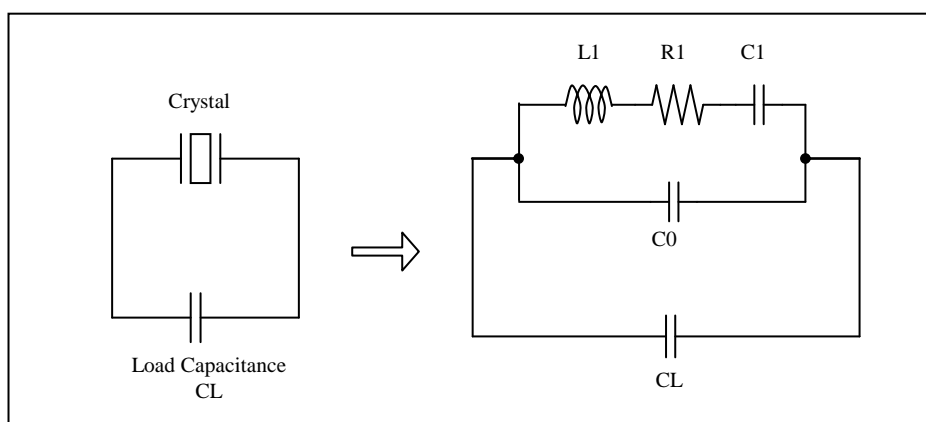 Crystal
Load Capacitance
CL
L1 R1 C1
C0
CL